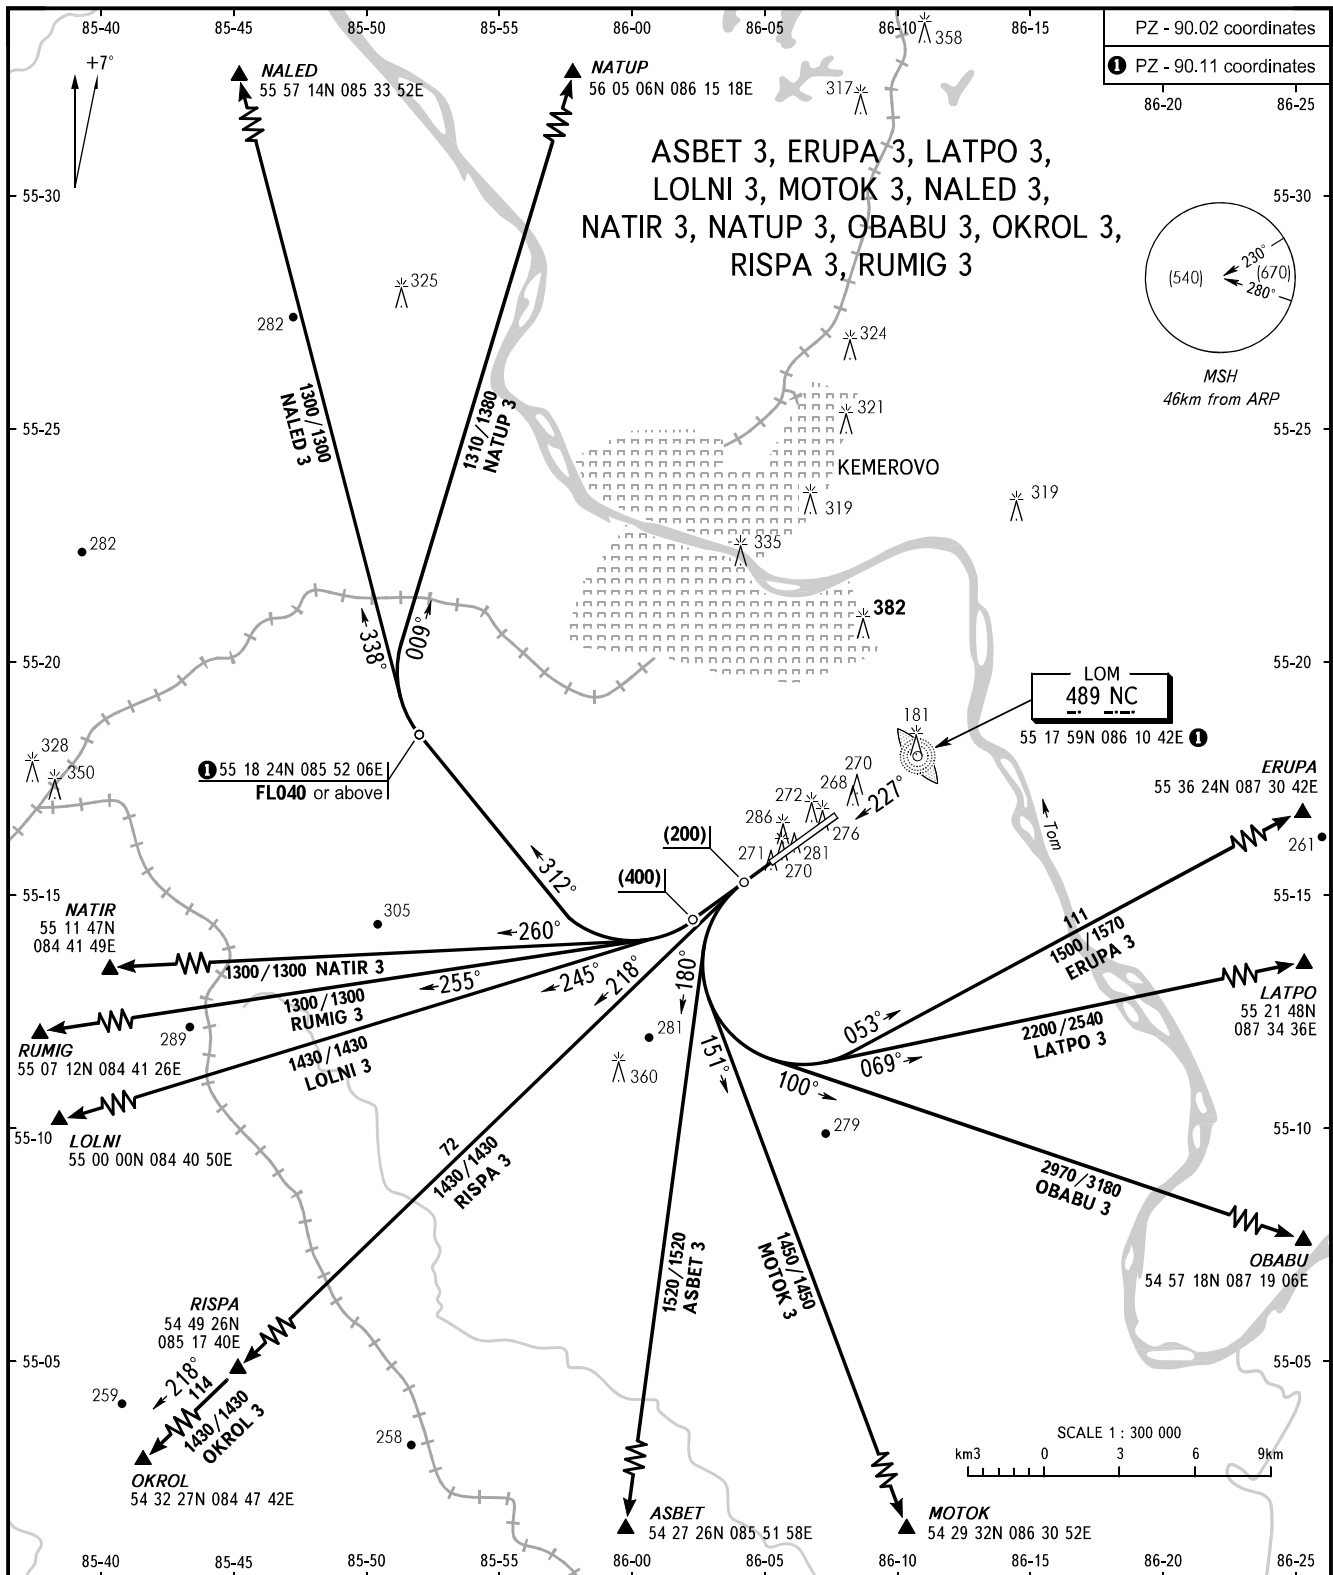 85-40 85-45 85-50 85-55 86-00 86-05 86-10 86-15
PZ - 90.02 coordinates
1 PZ - 90.11 coordinates
86-20 86-25
+7°
NALED
55 57 14N 085 33 52E
NATUP
56 05 06N 086 15 18E
358
317
ASBET 3, ERUPA 3, LATPO 3,
LOLNI 3, MOTOK 3, NALED 3,
NATIR 3, NATUP 3, OBABU 3, OKROL 3,
RISPA 3, RUMIG 3
55-30 55-30
230°
(540) (670)
280°
MSH
46km from ARP
325
282
324
321
1300/1300
NALED 3
1310/1380
NATUP 3
55-25 55-25
KEMEROVO
319
319
335
282
382
338°
009°
55-20 55-20
LOM
489 NC
55 17 59N 086 10 42E 1
181
328
350
1 55 18 24N 085 52 06E
FL040 or above
270
268
272
286
227°
276
281
271
270
ERUPA
55 36 24N 087 30 42E
261
Tom
(200)
(400)
312°
55-15 55-15
NATIR
55 11 47N
084 41 49E
305
260°
1300/1300 NATIR 3
255°
245°
218°
180°
1300/1300
RUMIG 3
289
RUMIG
55 07 12N 084 41 26E
1430/1430
LOLNI 3
281
360
151°
053°
069°
100°
111
1500/1570
ERUPA 3
2200/2540
LATPO 3
LATPO
55 21 48N
087 34 36E
55-10 55-10
LOLNI
55 00 00N 084 40 50E
279
72
1430/1430
RISPA 3
2970/3180
OBABU 3
OBABU
54 57 18N 087 19 06E
1520/1520
ASBET 3
1450/1450
MOTOK 3
RISPA
54 49 26N
085 17 40E
55-05 55-05
218°
114
1430/1430
OKROL 3
259
258
OKROL
54 32 27N 084 47 42E
SCALE 1 : 300 000
km3 0 3 6 9km
ASBET
54 27 26N 085 51 58E
MOTOK
54 29 32N 086 30 52E
85-40 85-45 85-50 85-55 86-00 86-05 86-10 86-15 86-20 86-25